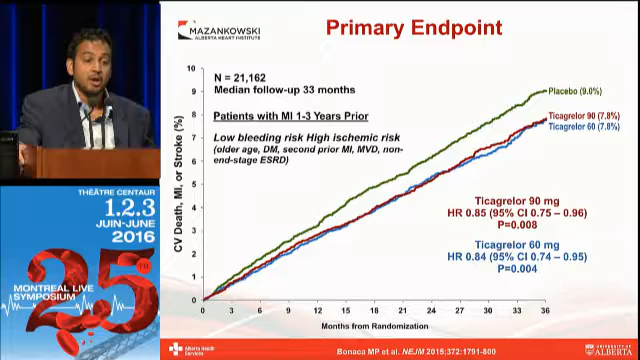 MAZANKOWSKI
ALBERTA HEART INSTITUTE
Primary Endpoint
N = 21,162
Median follow-up 33 months
Patients with MI 1-3 Years Prior
Low bleeding risk High ischemic risk
(older age, DM, second prior MI, MVD, non-
end-stage ESRD)
CV Death, MI, or Stroke (%)
10
9
8
7
6
5
4
3
2
1
0
Placebo (9.0%)
Ticagrelor 90 (7.8%)
Ticagrelor 60 (7.8%)
Ticagrelor 90 mg
HR 0.85 (95% CI 0.75 – 0.96)
P=0.008
Ticagrelor 60 mg
HR 0.84 (95% CI 0.74 – 0.95)
P=0.004
0 3 6 9 12 15 18 21 24 27 30 33 36
Months from Randomization
Alberta Health
Services
Bonaca MP et al. NEJM 2015;372:1791-800
UNIVERSITY OF
ALBERTA
THÉÂTRE CENTAUR
1.2.3
JUIN-JUNE
2016
25TH
MONTREAL LIVE
SYMPOSIUM